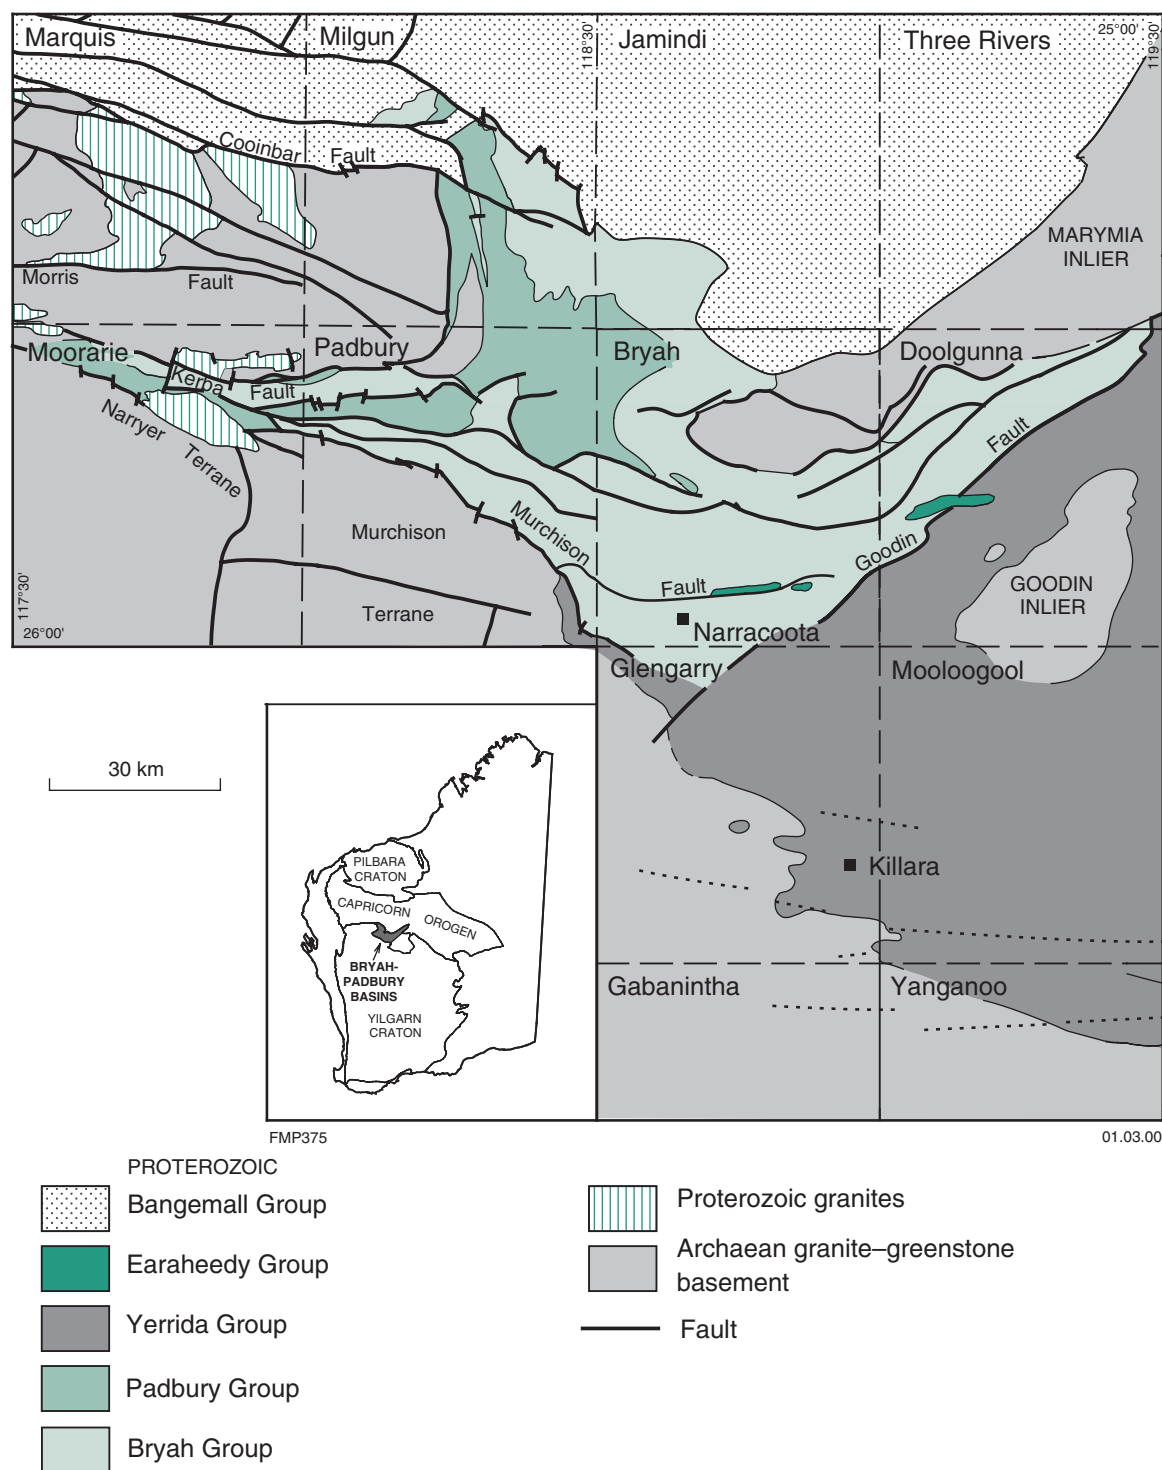 Marquis
Milgun
118°30'
Jamindi
Three Rivers
25°00'
119°30'
Cooinbar
Fault
MARYMIA
INLIER
Morris
Fault
Moorarie
Padbury
Bryah
Doolgunna
Kerba
Fault
Narryer
Terrane
Fault
Murchison
Murchison
Goodin
117°30'
Fault
GOODIN
INLIER
Terrane
26°00'
Narracoota
Glengarry
Mooloogool
30 km
PILBARA
CRATON
CAPRICORN
OROGEN
BRYAH-
PADBURY
BASINS
YILGARN
CRATON
Killara
Gabanintha
Yanganoo
FMP375
01.03.00
PROTEROZOIC
Bangemall Group
Earaheedy Group
Yerrida Group
Padbury Group
Bryah Group
Proterozoic granites
Archaean granite–greenstone
basement
Fault